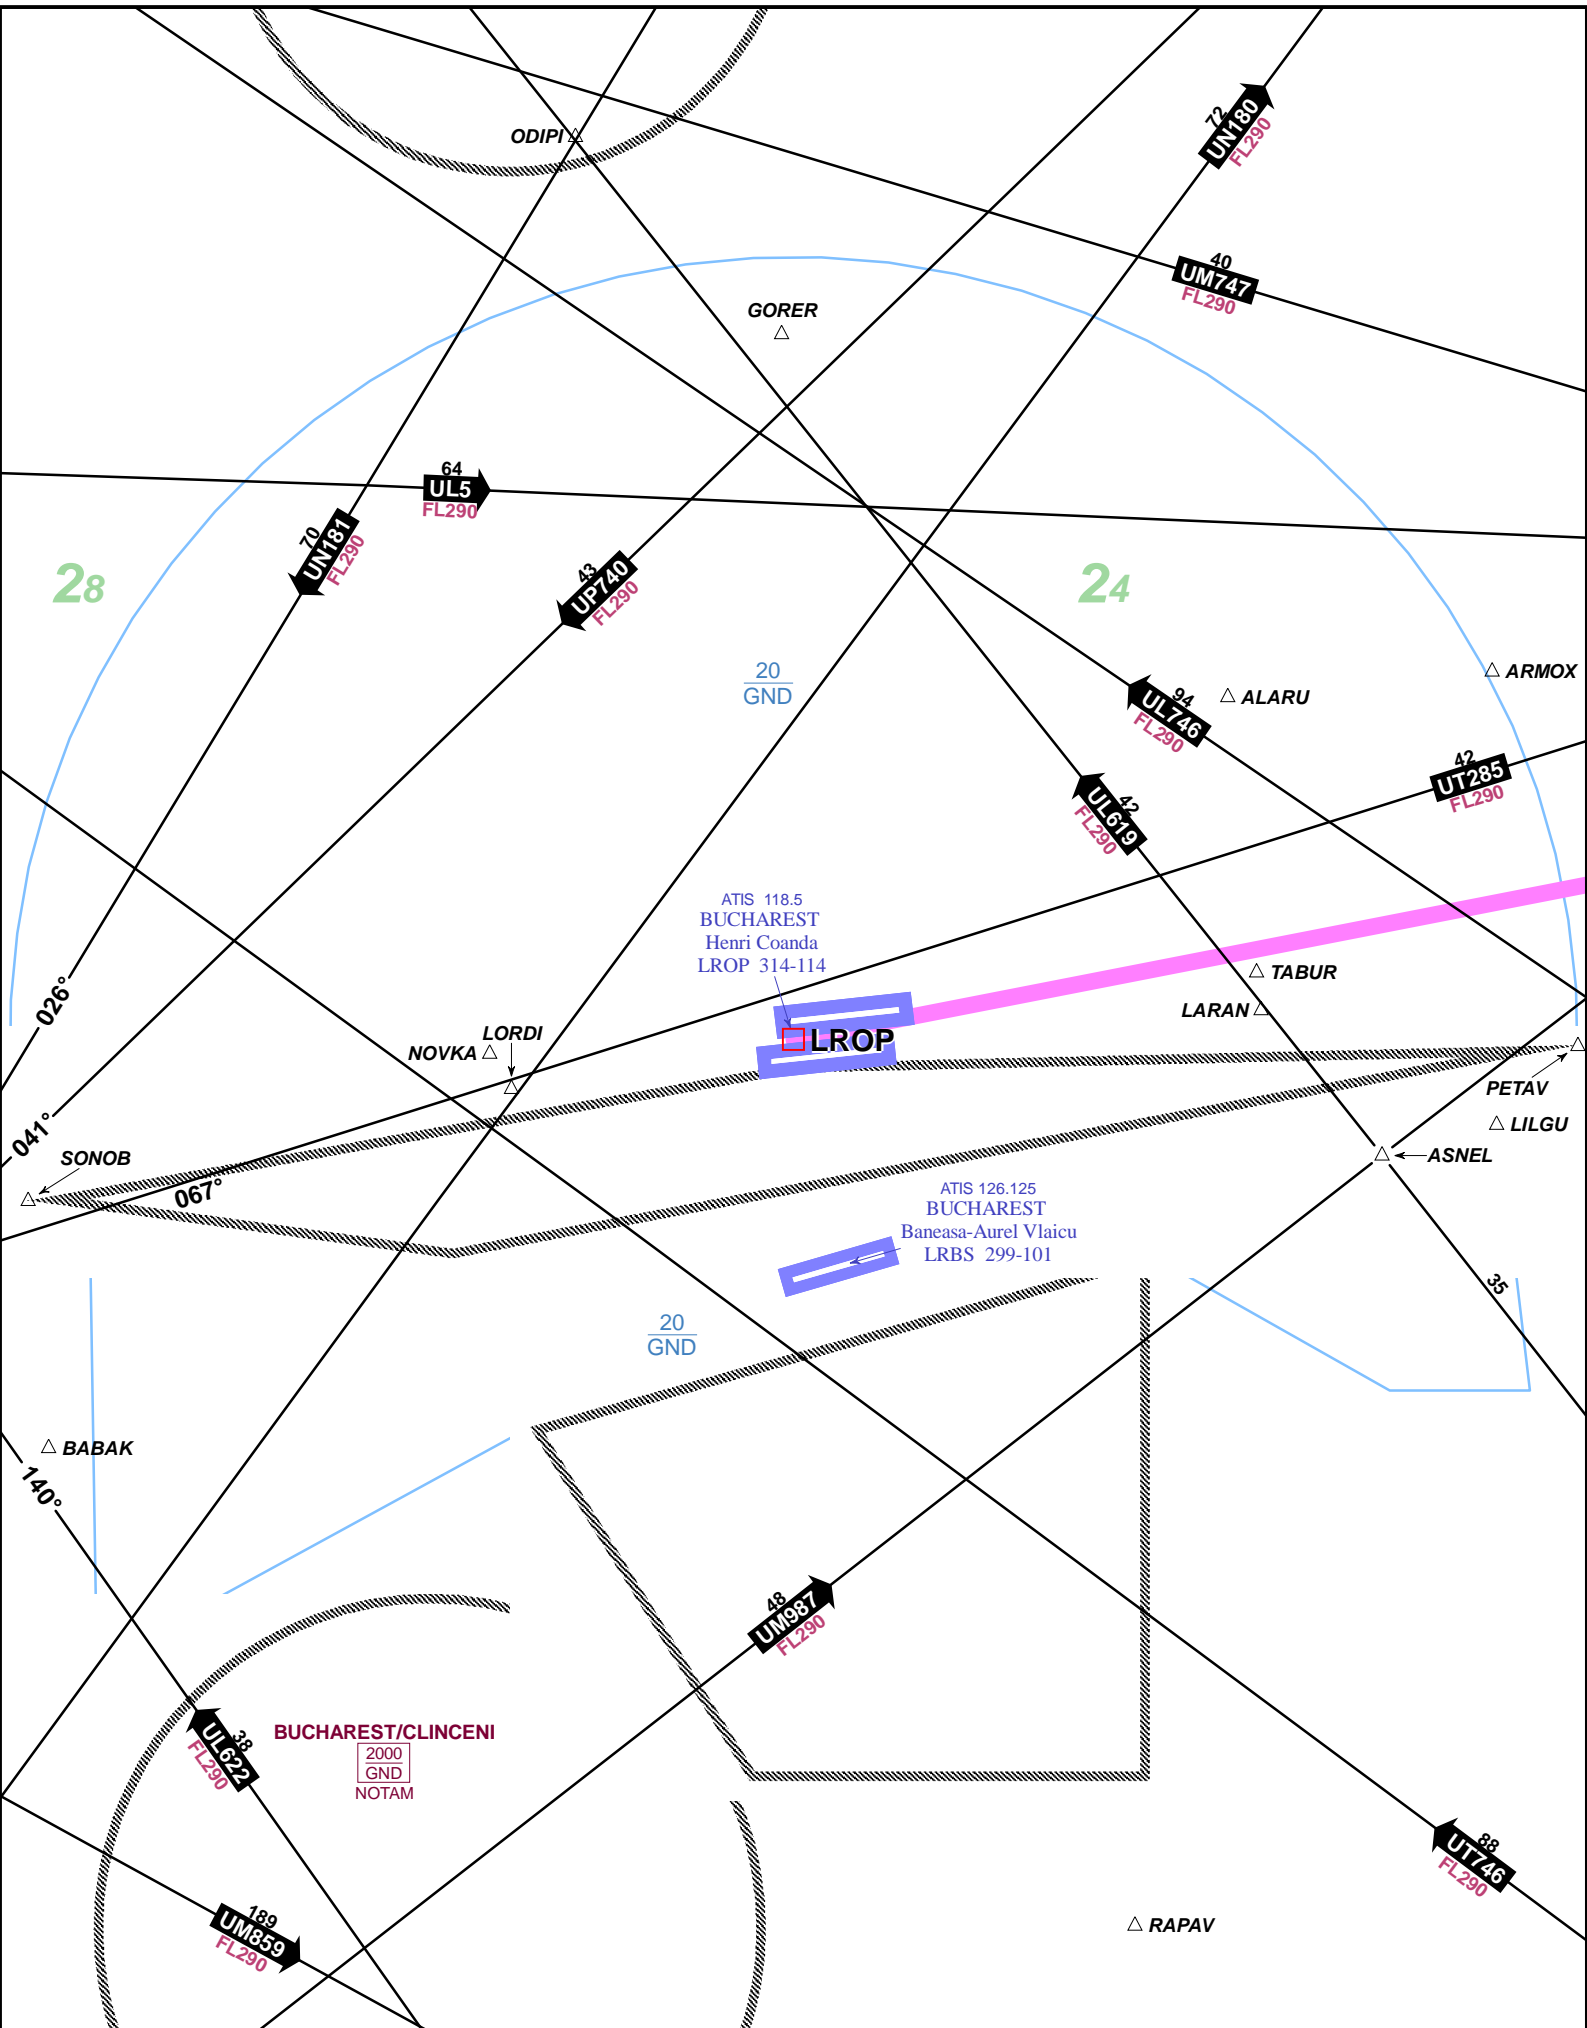 ODIPI
72
UN180
FL290
40
UM747
FL290
GORER
64
UL5
FL290
70
UN181
FL290
43
UP740
FL290
28
24
20
GND
94
UL746
FL290
ALARU
ARMOX
42
UT285
FL290
42
UL619
FL290
ATIS 118.5
BUCHAREST
Henri Coanda
LROP 314-114
TABUR
LARAN
026°
LORDI
NOVKA
LROP
PETAV
LILGU
041°
SONOB
067°
ASNEL
ATIS 126.125
BUCHAREST
Baneasa-Aurel Vlaicu
LRBS 299-101
35
20
GND
BABAK
140°
48
UM987
FL290
38
UL622
FL290
BUCHAREST/CLINCENI
2000
GND
NOTAM
88
UT746
FL290
189
UM859
FL290
RAPAV